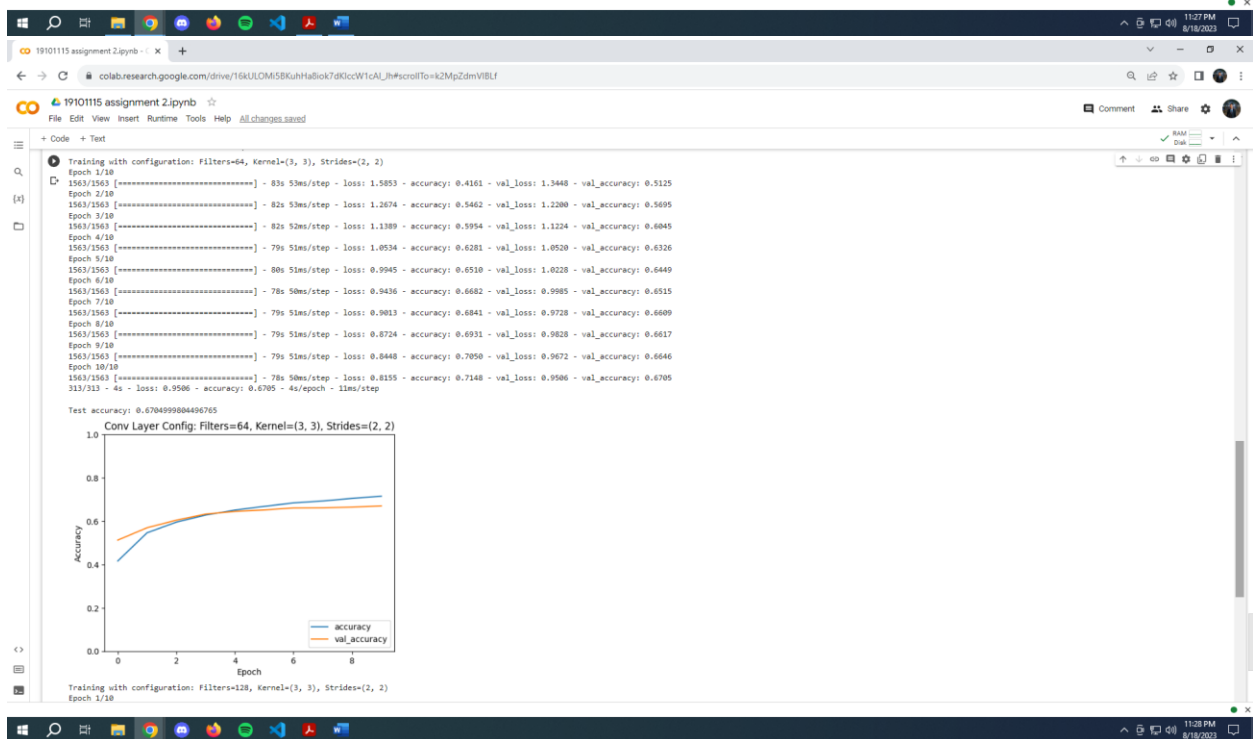 11:27 PM
8/18/2023
19101115 assignment 2.ipynb - C
colab.research.google.com/drive/16kULOMi5BKuhHa8iok7dKIccW1cAl_Jh#scrollTo=k2MpZdmVlBLf
19101115 assignment 2.ipynb
File Edit View Insert Runtime Tools Help All changes saved
Comment Share
+ Code + Text
RAM
Disk
Training with configuration: Filters=64, Kernel=(3, 3), Strides=(2, 2)
Epoch 1/10
1563/1563 [==============================] - 83s 53ms/step - loss: 1.5853 - accuracy: 0.4161 - val_loss: 1.3448 - val_accuracy: 0.5125
Epoch 2/10
1563/1563 [==============================] - 82s 53ms/step - loss: 1.2674 - accuracy: 0.5462 - val_loss: 1.2200 - val_accuracy: 0.5695
Epoch 3/10
1563/1563 [==============================] - 82s 52ms/step - loss: 1.1389 - accuracy: 0.5954 - val_loss: 1.1224 - val_accuracy: 0.6045
Epoch 4/10
1563/1563 [==============================] - 79s 51ms/step - loss: 1.0534 - accuracy: 0.6281 - val_loss: 1.0520 - val_accuracy: 0.6326
Epoch 5/10
1563/1563 [==============================] - 80s 51ms/step - loss: 0.9945 - accuracy: 0.6510 - val_loss: 1.0228 - val_accuracy: 0.6449
Epoch 6/10
1563/1563 [==============================] - 78s 50ms/step - loss: 0.9436 - accuracy: 0.6682 - val_loss: 0.9985 - val_accuracy: 0.6515
Epoch 7/10
1563/1563 [==============================] - 79s 51ms/step - loss: 0.9013 - accuracy: 0.6841 - val_loss: 0.9728 - val_accuracy: 0.6609
Epoch 8/10
1563/1563 [==============================] - 79s 51ms/step - loss: 0.8724 - accuracy: 0.6931 - val_loss: 0.9828 - val_accuracy: 0.6617
Epoch 9/10
1563/1563 [==============================] - 79s 51ms/step - loss: 0.8448 - accuracy: 0.7050 - val_loss: 0.9672 - val_accuracy: 0.6646
Epoch 10/10
1563/1563 [==============================] - 78s 50ms/step - loss: 0.8155 - accuracy: 0.7148 - val_loss: 0.9506 - val_accuracy: 0.6705
313/313 - 4s - loss: 0.9506 - accuracy: 0.6705 - 4s/epoch - 11ms/step
Test accuracy: 0.6704999804496765
Conv Layer Config: Filters=64, Kernel=(3, 3), Strides=(2, 2)
1.0
0.8
0.6
0.4
0.2
0.0
Accuracy
accuracy
val_accuracy
0 2 4 6 8
Epoch
Training with configuration: Filters=128, Kernel=(3, 3), Strides=(2, 2)
Epoch 1/10
11:28 PM
8/18/2023